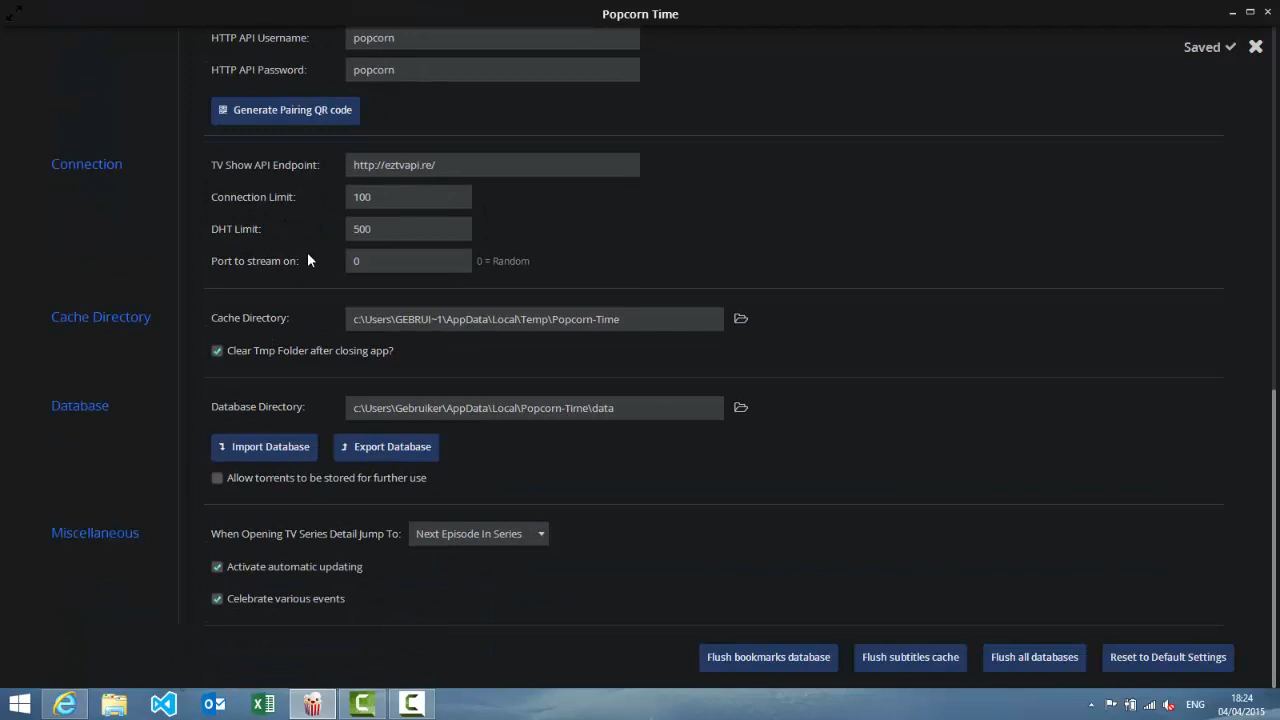 Popcorn Time
HTTP API Username: popcorn
Saved
HTTP API Password: popcorn
Generate Pairing QR code
Connection
TV Show API Endpoint: http://eztvapi.re/
Connection Limit: 100
DHT Limit: 500
Port to stream on: 0 0 = Random
Cache Directory
Cache Directory: c:\Users\GEBRUI~1\AppData\Local\Temp\Popcorn-Time
Clear Tmp Folder after closing app?
Database
Database Directory: c:\Users\Gebruiker\AppData\Local\Popcorn-Time\data
Import Database Export Database
Allow torrents to be stored for further use
Miscellaneous
When Opening TV Series Detail Jump To: Next Episode In Series
Activate automatic updating
Celebrate various events
Flush bookmarks database Flush subtitles cache Flush all databases Reset to Default Settings
ENG
18:24
04/04/2015